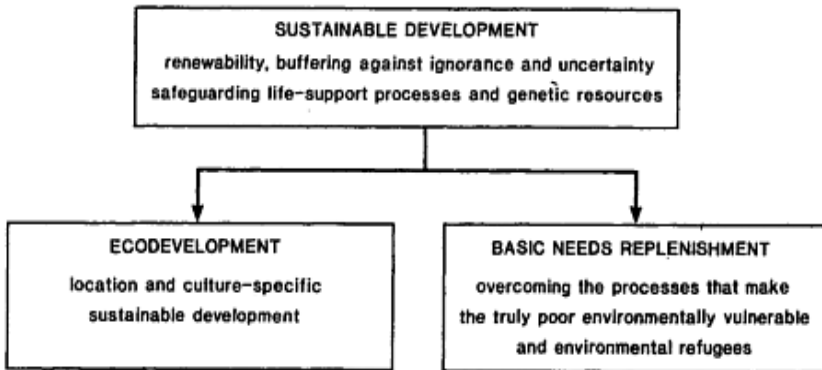 SUSTAINABLE DEVELOPMENT
renewability, buffering against ignorance and uncertainty
safeguarding life-support processes and genetic resources
ECODEVELOPMENT
location and culture-specific
sustainable development
BASIC NEEDS REPLENISHMENT
overcoming the processes that make
the truly poor environmentally vulnerable
and environmental refugees